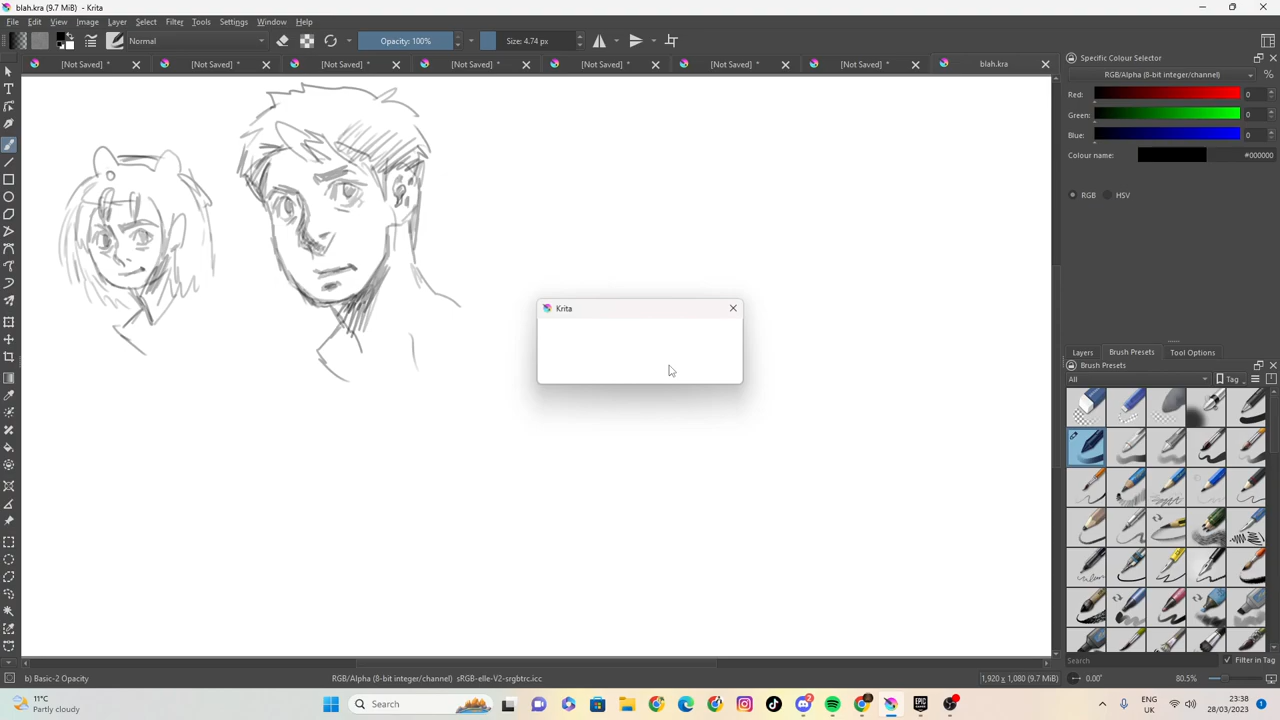 blah.kra (9.7 MiB) - Krita
File Edit View Image Layer Select Filter Tools Settings Window Help
Normal Opacity: 100% Size: 4.74 px
[Not Saved] * [Not Saved] * [Not Saved] * [Not Saved] * [Not Saved] * [Not Saved] * [Not Saved] * blah.kra
Specific Colour Selector
RGB/Alpha (8-bit integer/channel) %
Red: 0
Green: 0
Blue: 0
Colour name: #000000
RGB HSV
Krita
Layers Brush Presets Tool Options
Brush Presets
All Tag
Search Filter in Tag
b) Basic-2 Opacity RGB/Alpha (8-bit integer/channel) sRGB-elle-V2-srgbtrc.icc 1,920 x 1,080 (9.7 MiB) 0.00° 80.5%
11°C
Partly cloudy
Search
2
EPIC GAMES
ENG
UK
23:38
28/03/2023
1